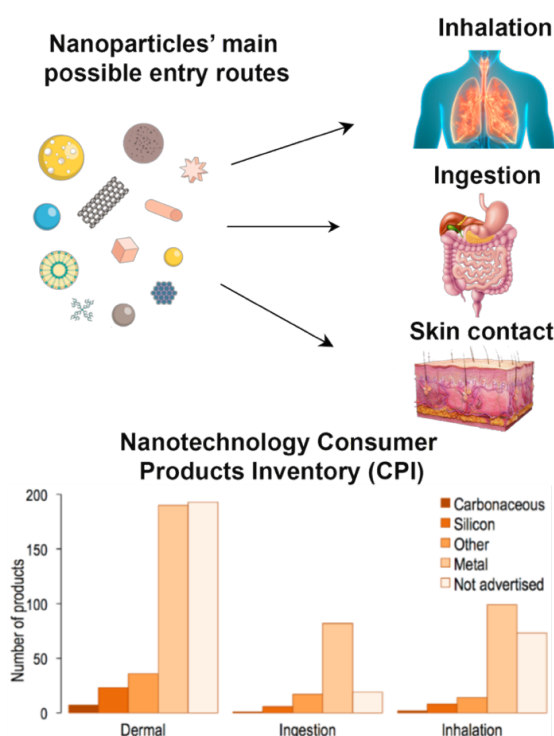 Nanoparticles' main
possible entry routes
Inhalation
Ingestion
Skin contact
Nanotechnology Consumer
Products Inventory (CPI)
Number of products
200
150
100
50
0
Carbonaceous
Silicon
Other
Metal
Not advertised
Dermal
Ingestion
Inhalation